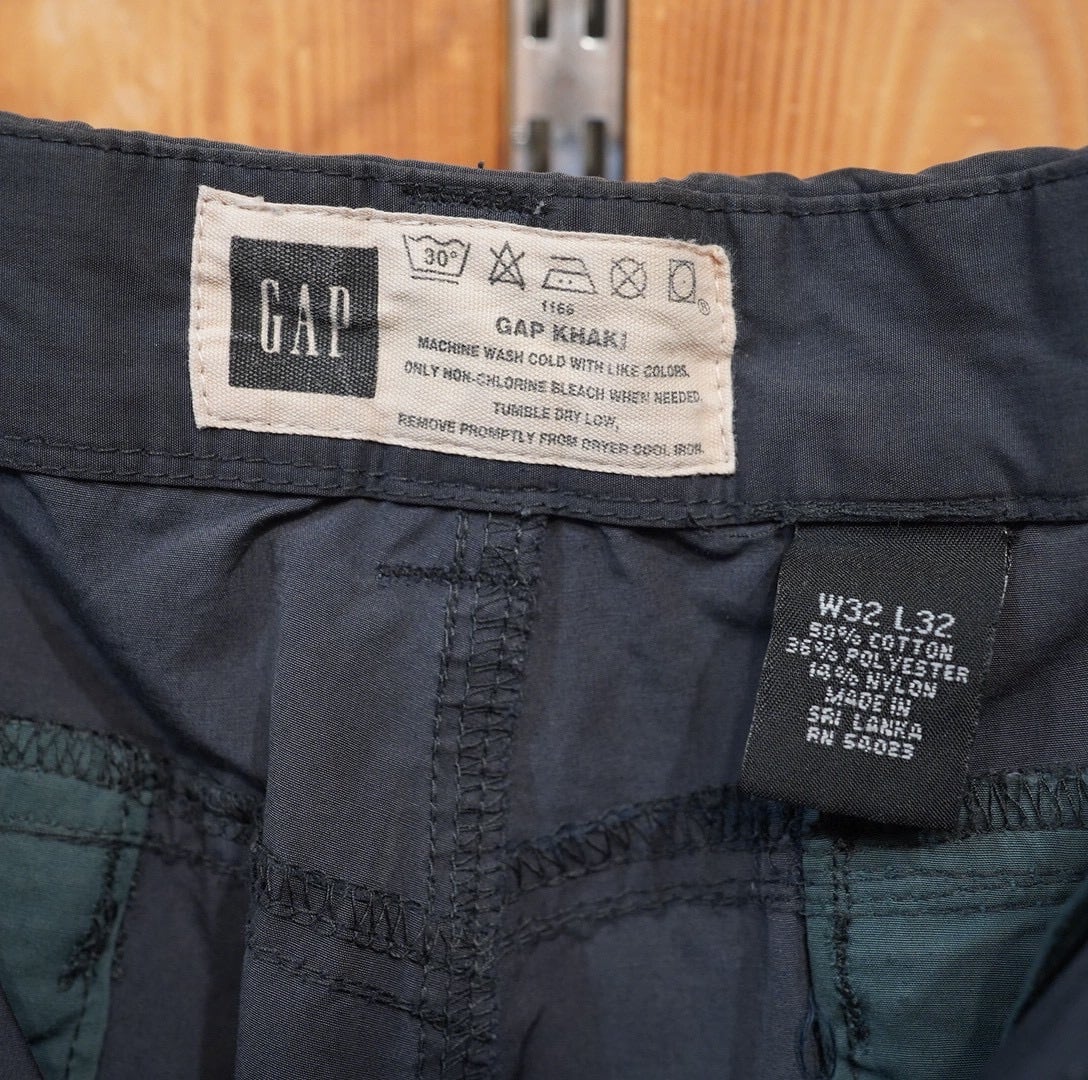 GAP
30°
1166
GAP KHAKI
MACHINE WASH COLD WITH LIKE COLORS.
ONLY NON-CHLORINE BLEACH WHEN NEEDED.
TUMBLE DRY LOW,
REMOVE PROMPTLY FROM DRYER COOL IRON.
W32 L32
50% COTTON
36% POLYESTER
14% NYLON
MADE IN
SRI LANKA
RN 54023